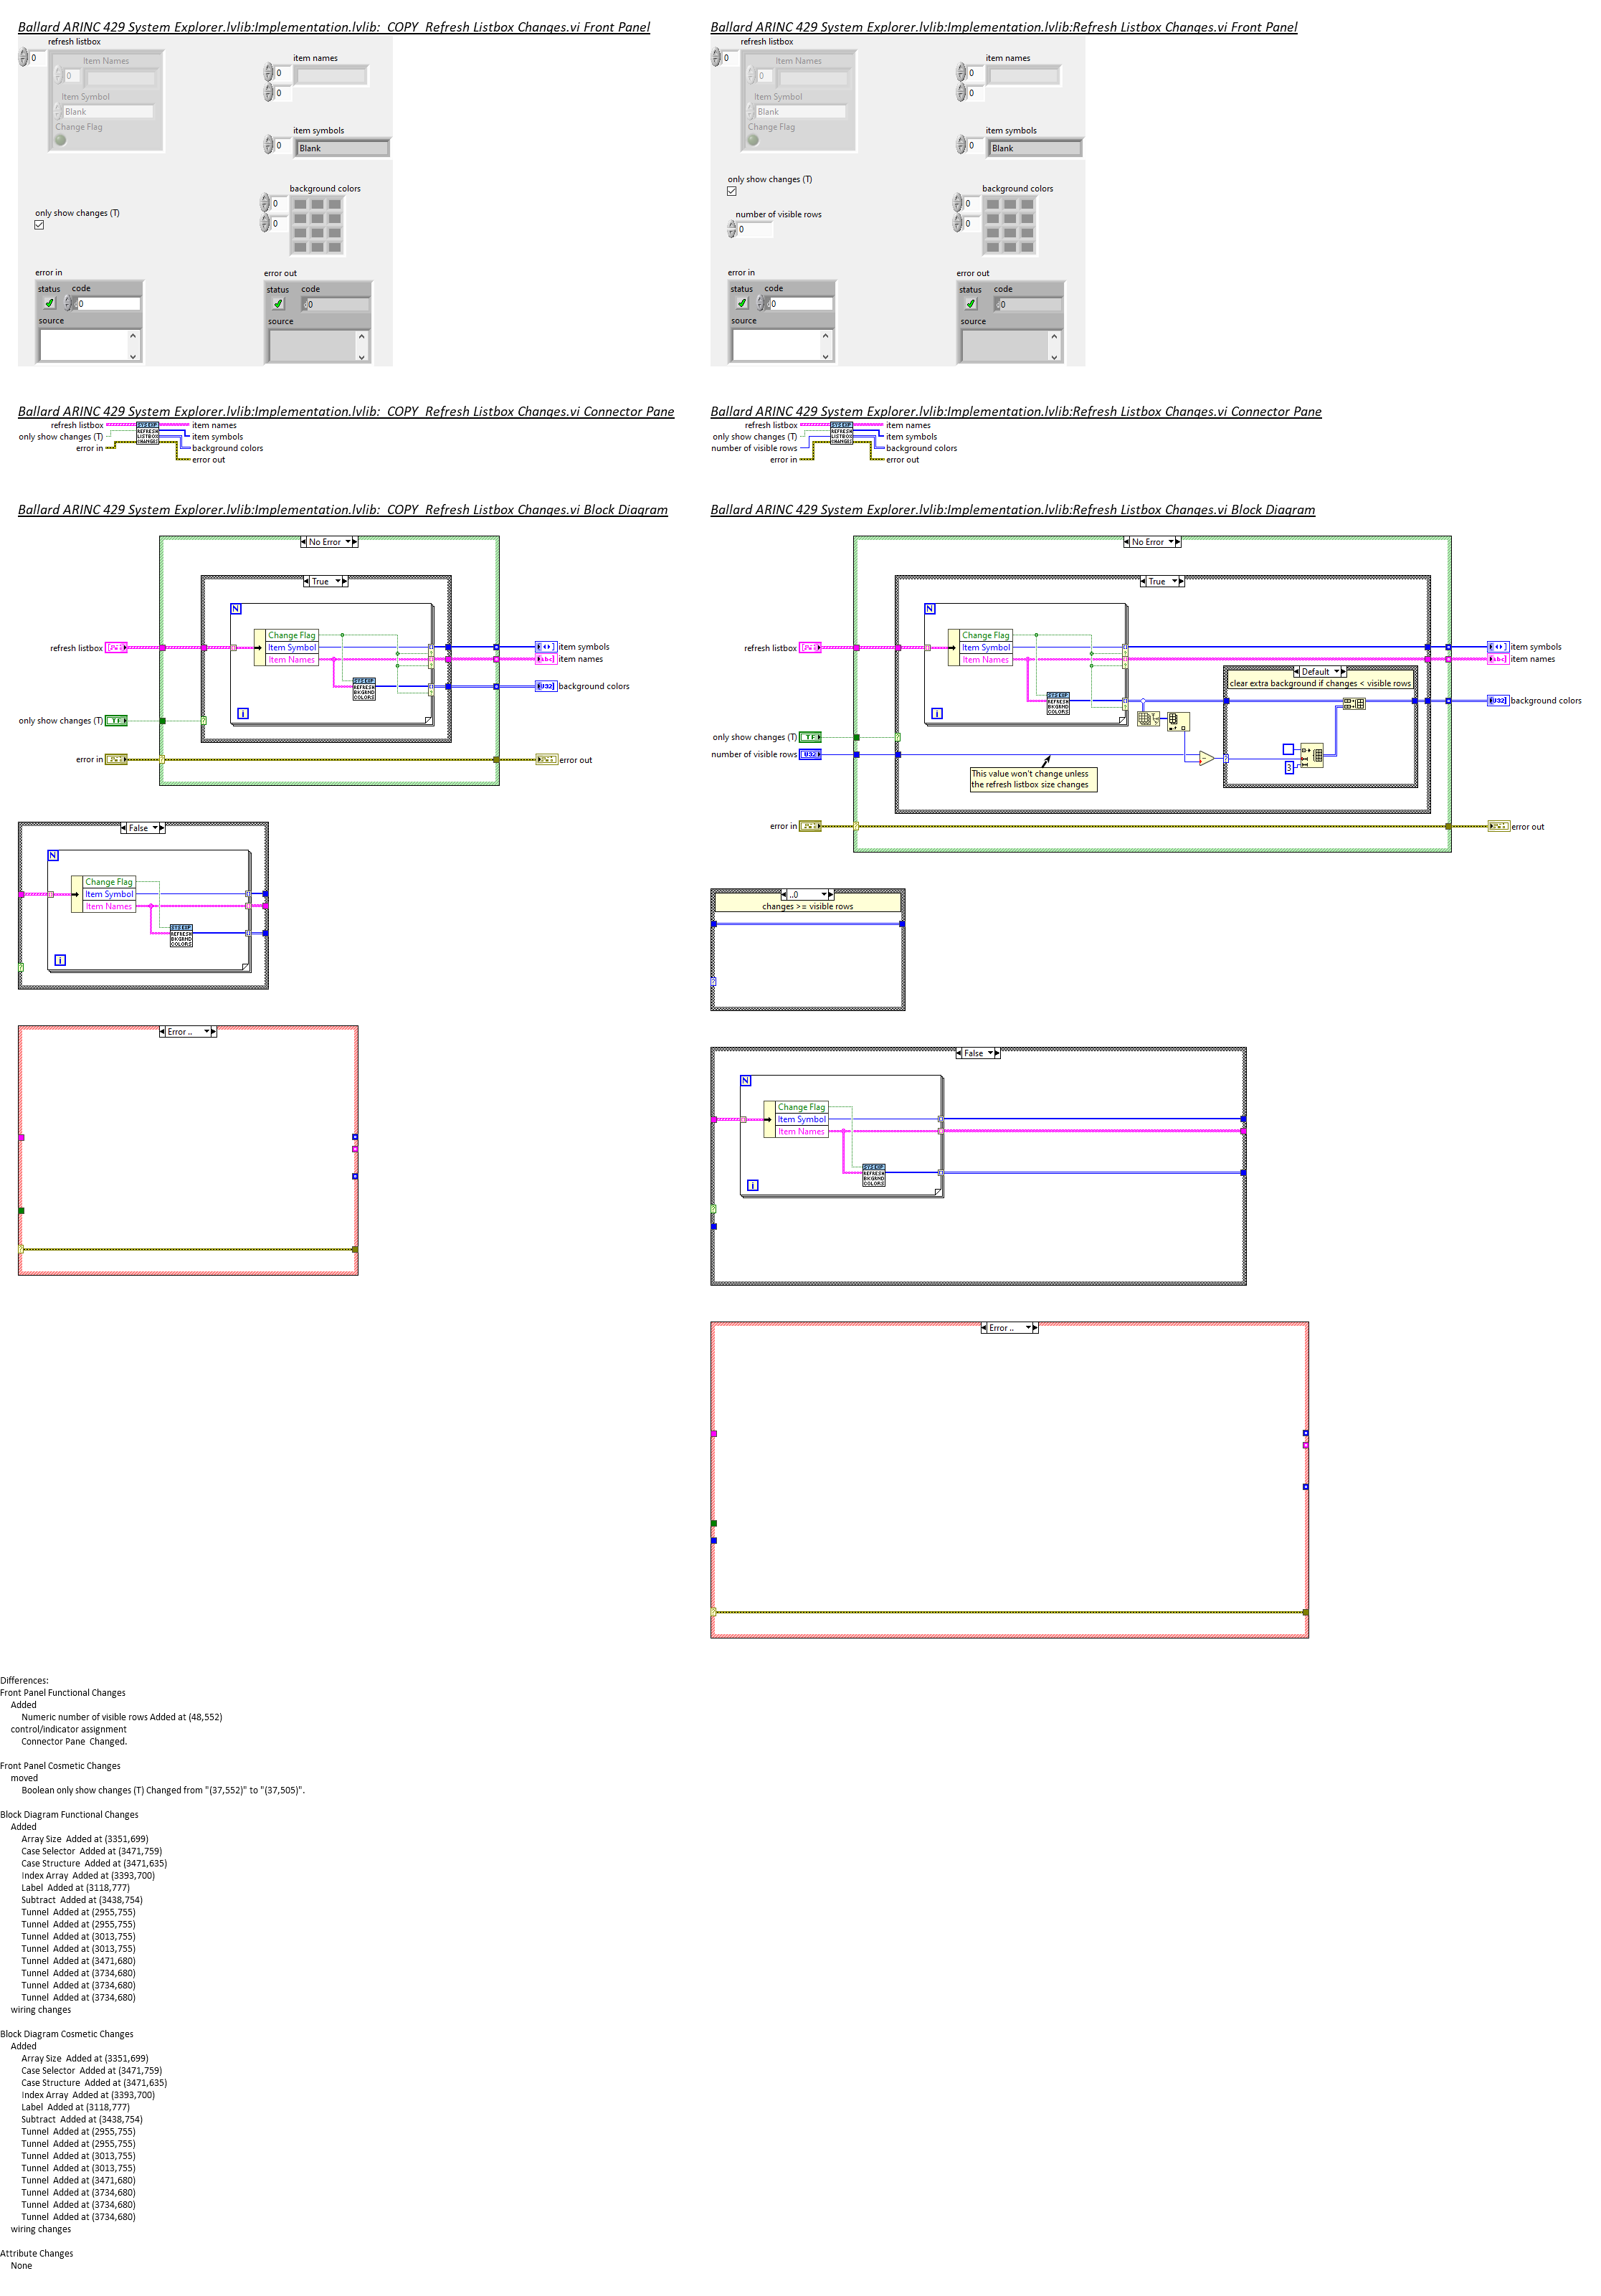 Ballard ARINC 429 System Explorer.lvlib:Implementation.lvlib:_COPY_Refresh Listbox Changes.vi Front Panel
refresh listbox
0
Item Names
0
Item Symbol
Blank
Change Flag
item names
0
0
item symbols
0
Blank
background colors
0
0
only show changes (T)
error in
status
code
0
source
error out
status
code
0
source
Ballard ARINC 429 System Explorer.lvlib:Implementation.lvlib:Refresh Listbox Changes.vi Front Panel
refresh listbox
0
Item Names
0
Item Symbol
Blank
Change Flag
item names
0
0
item symbols
0
Blank
only show changes (T)
number of visible rows
0
background colors
0
0
error in
status
code
0
source
error out
status
code
0
source
Ballard ARINC 429 System Explorer.lvlib:Implementation.lvlib:_COPY_Refresh Listbox Changes.vi Connector Pane
refresh listbox
only show changes (T)
error in
REFRESH
LISTBOX
CHANGES
item names
item symbols
background colors
error out
Ballard ARINC 429 System Explorer.lvlib:Implementation.lvlib:Refresh Listbox Changes.vi Connector Pane
refresh listbox
only show changes (T)
number of visible rows
error in
REFRESH
LISTBOX
CHANGES
item names
item symbols
background colors
error out
Ballard ARINC 429 System Explorer.lvlib:Implementation.lvlib:_COPY_Refresh Listbox Changes.vi Block Diagram
No Error
True
N
Change Flag
Item Symbol
Item Names
REFRESH
BKGRND
COLORS
i
refresh listbox
only show changes (T)
TF
error in
item symbols
item names
abc
background colors
U32
error out
False
N
Change Flag
Item Symbol
Item Names
REFRESH
BKGRND
COLORS
i
Error ..
Ballard ARINC 429 System Explorer.lvlib:Implementation.lvlib:Refresh Listbox Changes.vi Block Diagram
No Error
True
N
Change Flag
Item Symbol
Item Names
REFRESH
BKGRND
COLORS
i
refresh listbox
only show changes (T)
TF
number of visible rows
U32
error in
This value won't change unless
the refresh listbox size changes
Default
clear extra background if changes < visible rows
3
item symbols
item names
abc
background colors
U32
error out
..0
changes >= visible rows
False
N
Change Flag
Item Symbol
Item Names
REFRESH
BKGRND
COLORS
i
Error ..
Differences:
Front Panel Functional Changes
Added
Numeric number of visible rows Added at (48,552)
control/indicator assignment
Connector Pane  Changed.
Front Panel Cosmetic Changes
moved
Boolean only show changes (T) Changed from "(37,552)" to "(37,505)".
Block Diagram Functional Changes
Added
Array Size  Added at (3351,699)
Case Selector  Added at (3471,759)
Case Structure  Added at (3471,635)
Index Array  Added at (3393,700)
Label  Added at (3118,777)
Subtract  Added at (3438,754)
Tunnel  Added at (2955,755)
Tunnel  Added at (2955,755)
Tunnel  Added at (3013,755)
Tunnel  Added at (3013,755)
Tunnel  Added at (3471,680)
Tunnel  Added at (3734,680)
Tunnel  Added at (3734,680)
Tunnel  Added at (3734,680)
wiring changes
Block Diagram Cosmetic Changes
Added
Array Size  Added at (3351,699)
Case Selector  Added at (3471,759)
Case Structure  Added at (3471,635)
Index Array  Added at (3393,700)
Label  Added at (3118,777)
Subtract  Added at (3438,754)
Tunnel  Added at (2955,755)
Tunnel  Added at (2955,755)
Tunnel  Added at (3013,755)
Tunnel  Added at (3013,755)
Tunnel  Added at (3471,680)
Tunnel  Added at (3734,680)
Tunnel  Added at (3734,680)
Tunnel  Added at (3734,680)
wiring changes
Attribute Changes
None